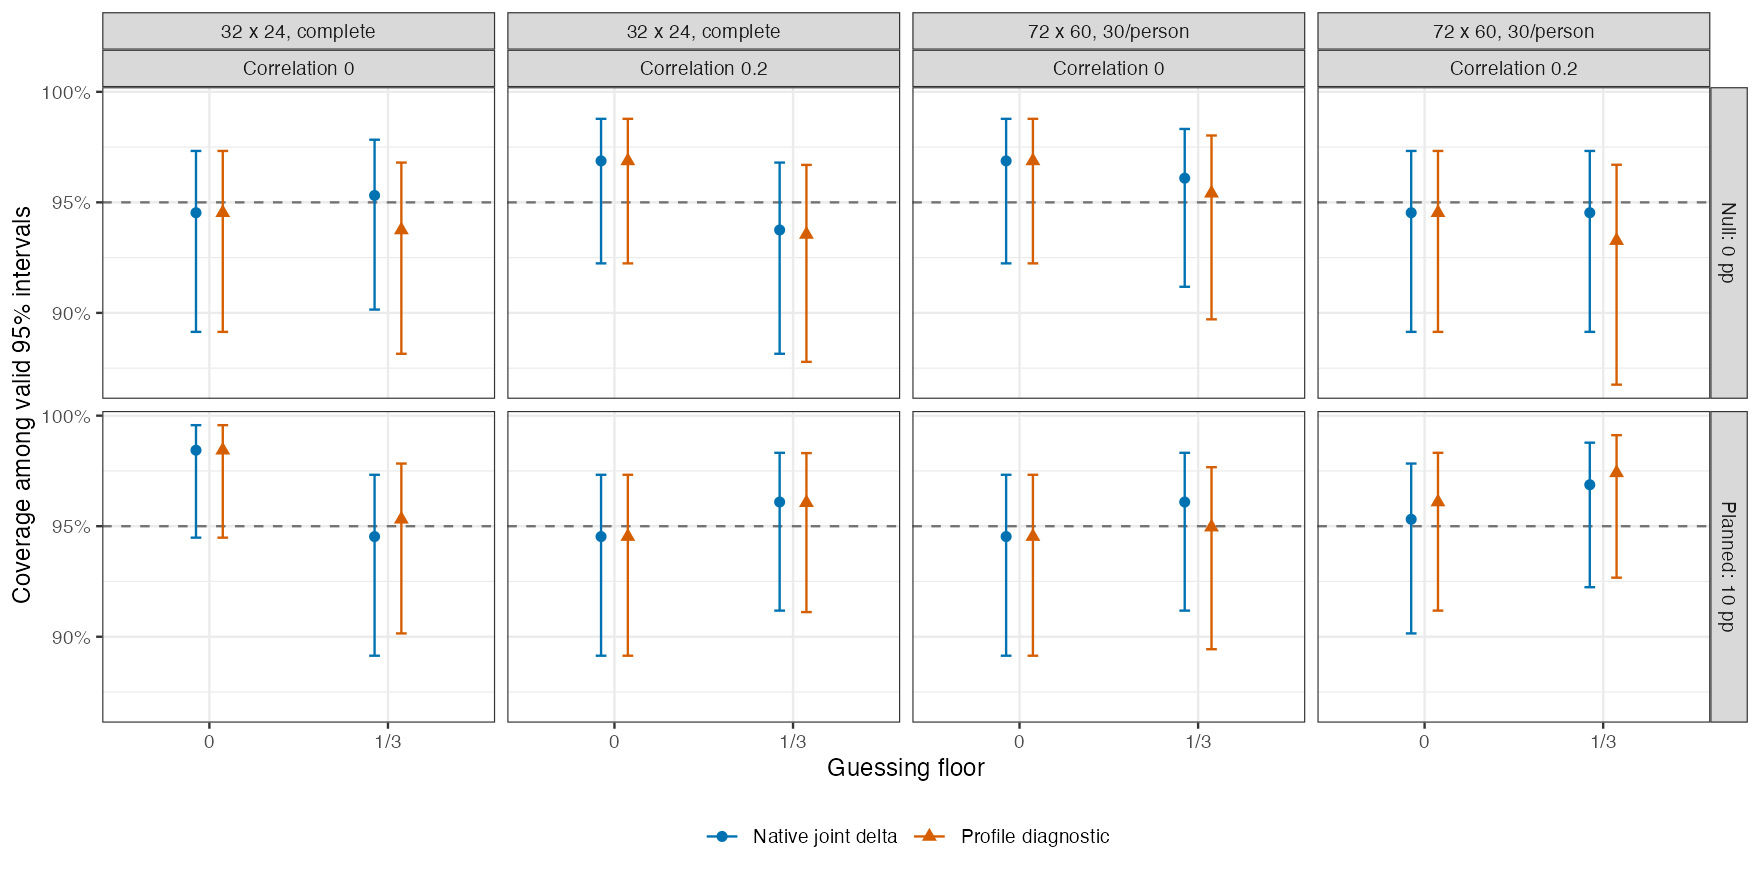 32 x 24, complete
32 x 24, complete
72 x 60, 30/person
72 x 60, 30/person
Correlation 0
Correlation 0.2
Correlation 0
Correlation 0.2
Coverage among valid 95% intervals
100%
95%
90%
Null: 0 pp
100%
95%
90%
Planned: 10 pp
0
1/3
0
1/3
0
1/3
0
1/3
Guessing floor
Native joint delta
Profile diagnostic